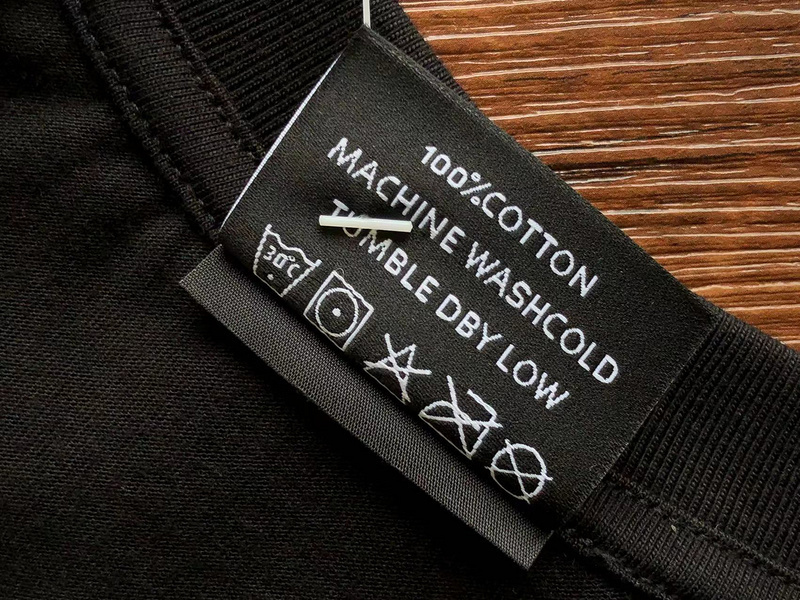 100%COTTON
MACHINE WASHCOLD
TUMBLE DBY LOW
30°C